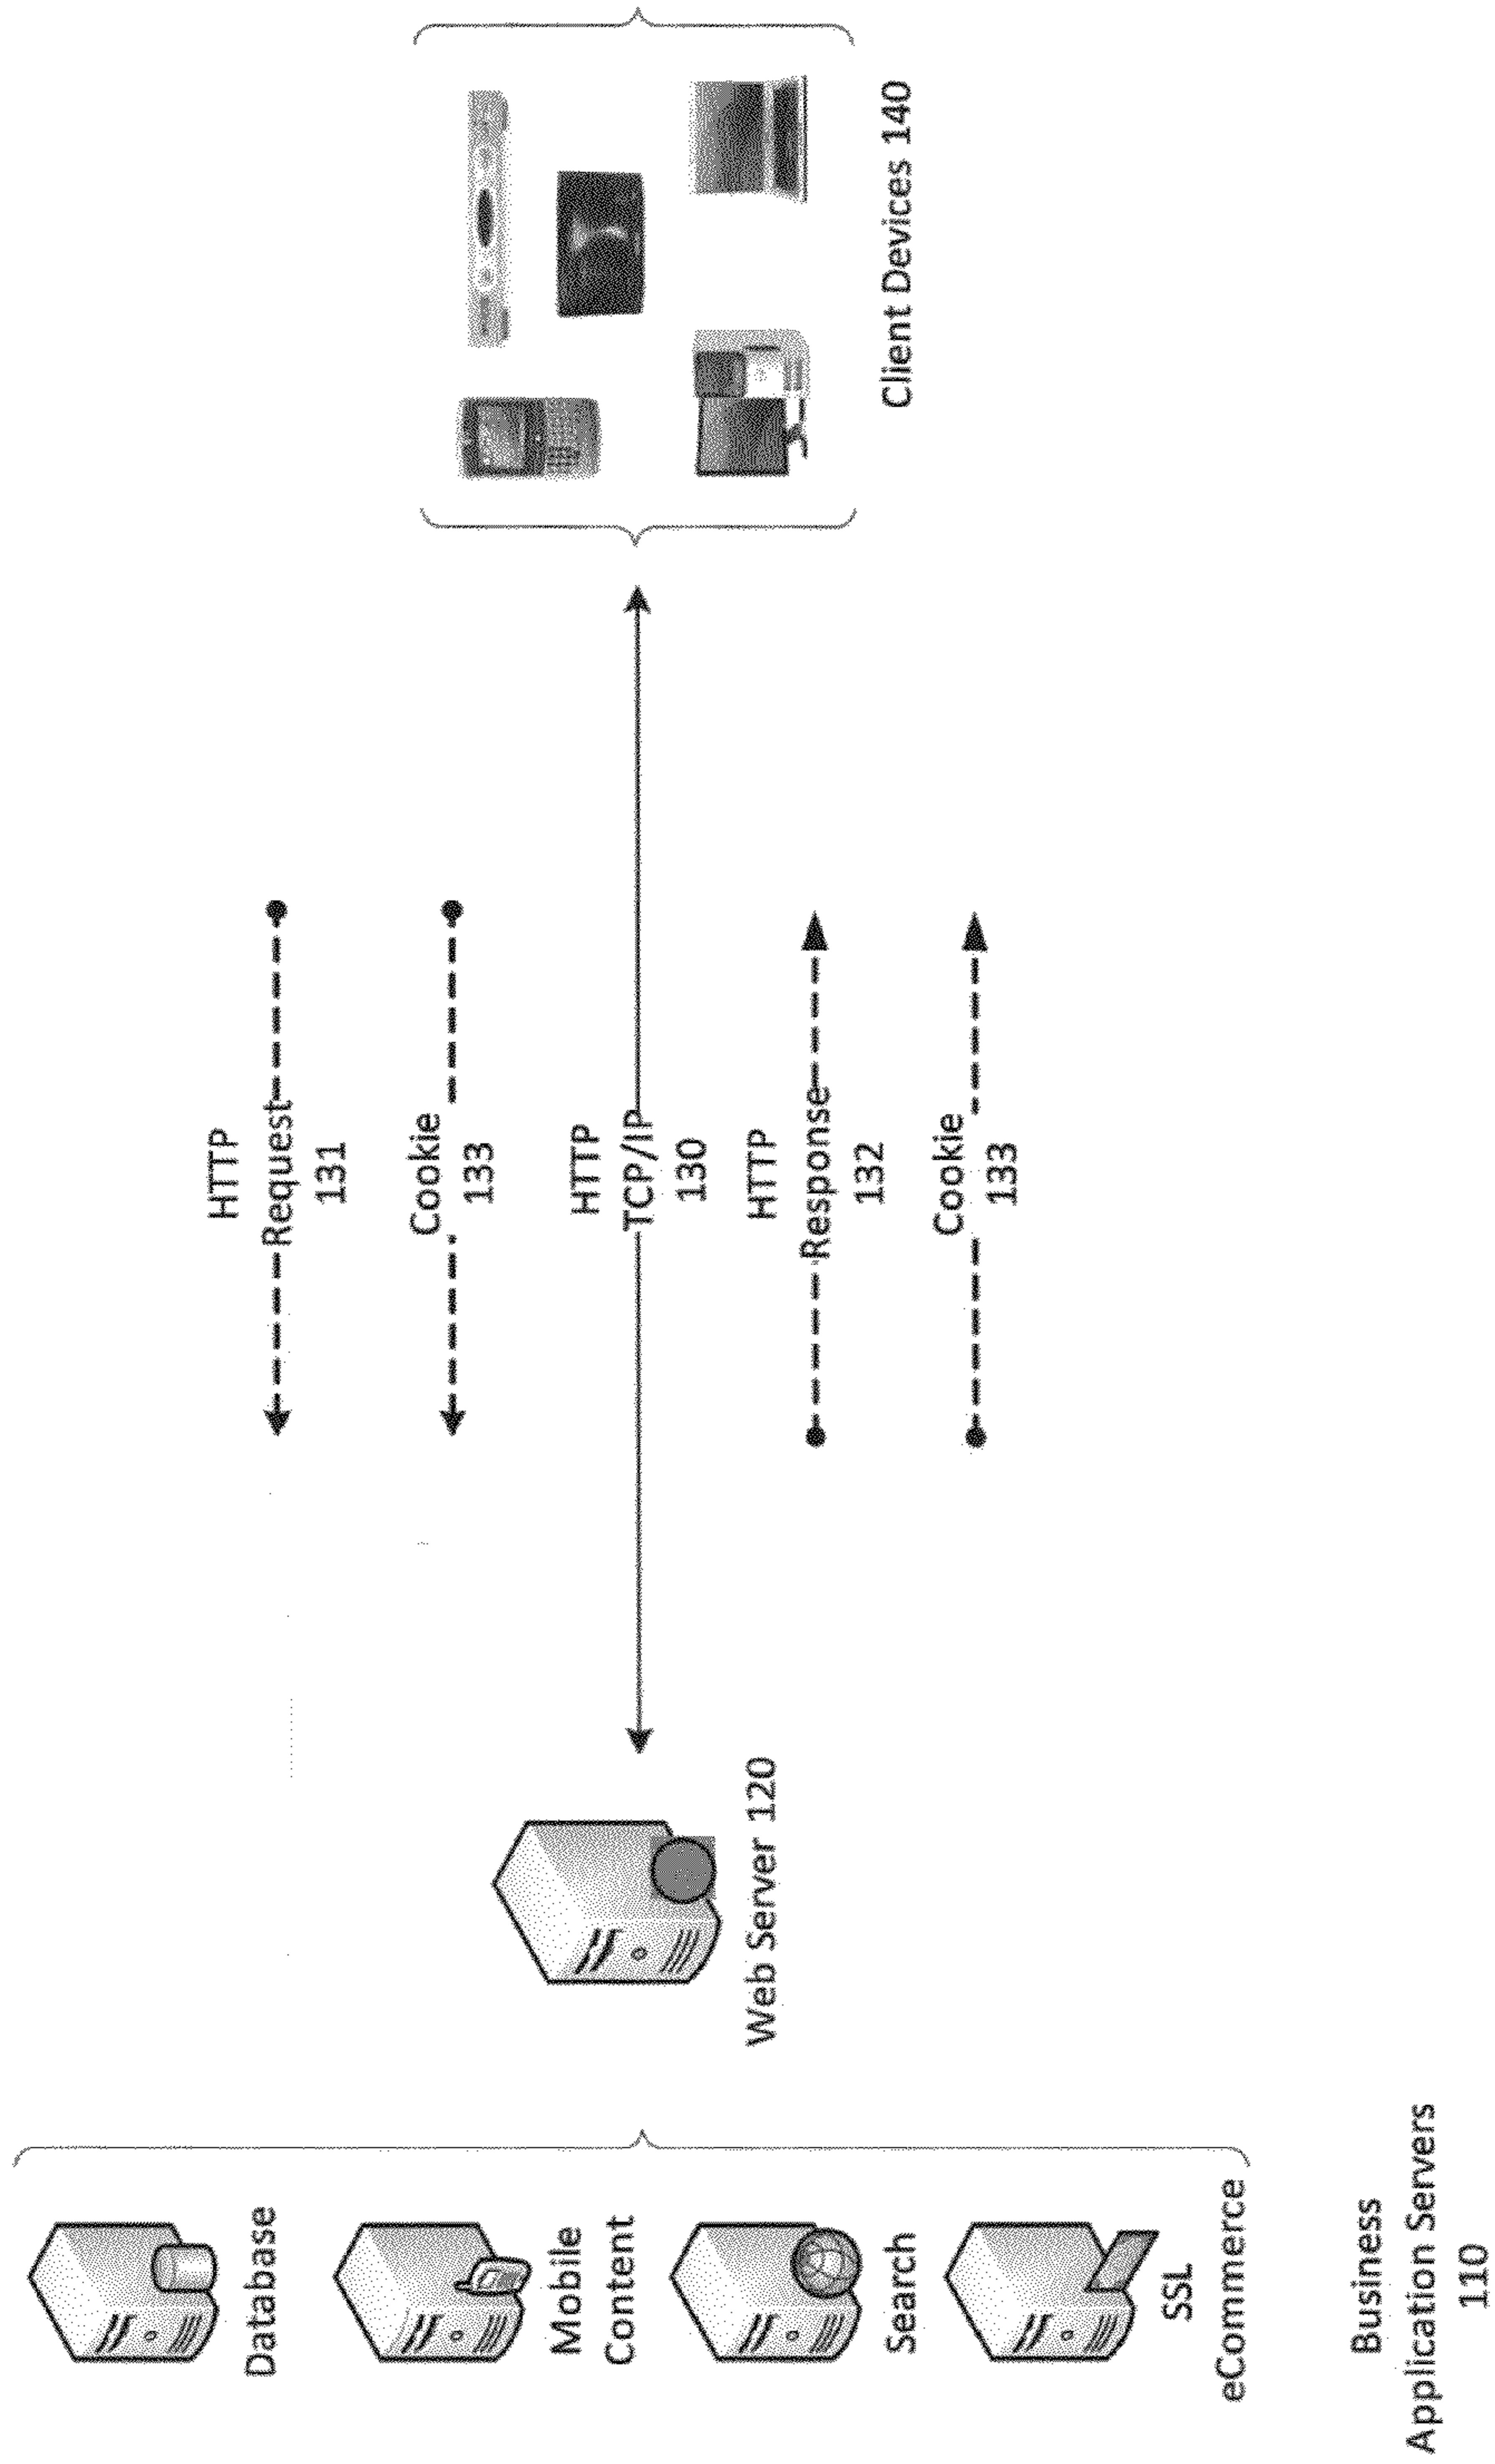 Database
Mobile
Content
Search
SSL
eCommerce
Business
Application Servers
110
Web Server 120
HTTP
Request
131
Cookie
133
HTTP
TCP/IP
130
HTTP
Response
132
Cookie
133
Client Devices 140